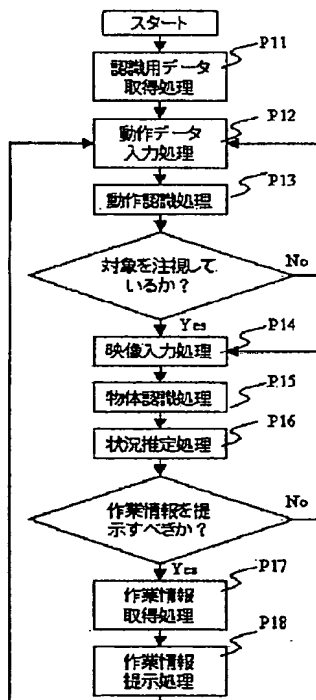 スタート
P11
認識用データ
取得処理
P12
動作データ
入力処理
P13
動作認識処理
対象を注視して
いるか？
No
Yes
P14
映像入力処理
P15
物体認識処理
P16
状況推定処理
作業情報を提
示すべきか？
No
Yes
P17
作業情報
取得処理
P18
作業情報
提示処理